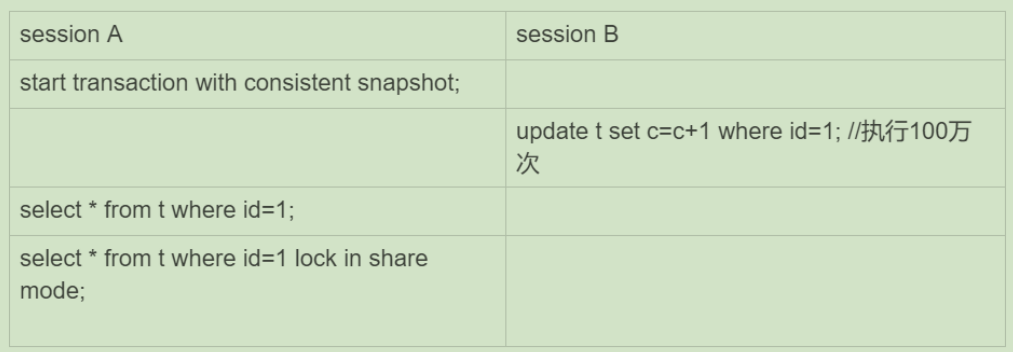 session A
session B
start transaction with consistent snapshot;
update t set c=c+1 where id=1; //执行100万
次
select * from t where id=1;
select * from t where id=1 lock in share
mode;